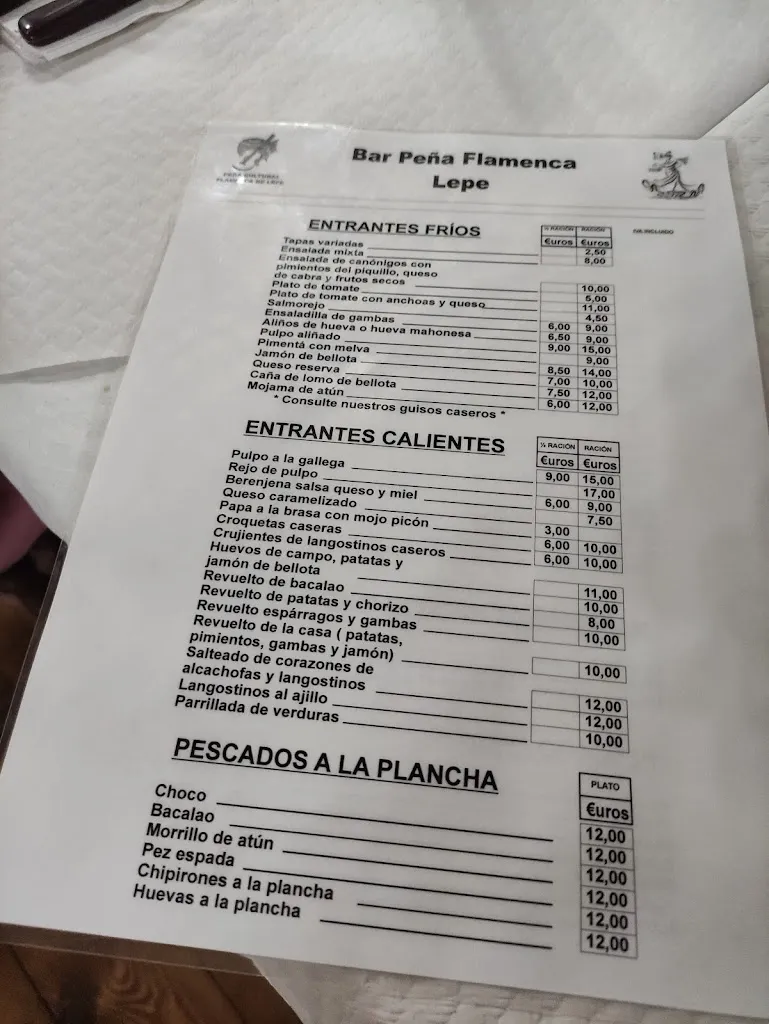 PEÑA CULTURAL
FLAMENCA DE LEPE
Bar Peña Flamenca
Lepe
ENTRANTES FRÍOS
½ RACIÓN RACIÓN
IVA INCLUIDO
€uros €uros
Tapas variadas 2,50
Ensalada mixta 8,00
Ensalada de canónigos con
pimientos del piquillo, queso
de cabra y frutos secos 10,00
Plato de tomate 5,00
Plato de tomate con anchoas y queso 11,00
Salmorejo 4,50
Ensaladilla de gambas 6,00 9,00
Aliños de hueva o hueva mahonesa 6,50 9,00
Pulpo aliñado 9,00 15,00
Pimentá con melva 9,00
Jamón de bellota 8,50 14,00
Queso reserva 7,00 10,00
Caña de lomo de bellota 7,50 12,00
Mojama de atún 6,00 12,00
* Consulte nuestros guisos caseros *
ENTRANTES CALIENTES
½ RACIÓN RACIÓN
€uros €uros
Pulpo a la gallega 9,00 15,00
Rejo de pulpo 17,00
Berenjena salsa queso y miel 6,00 9,00
Queso caramelizado 7,50
Papa a la brasa con mojo picón 3,00
Croquetas caseras 6,00 10,00
Crujientes de langostinos caseros 6,00 10,00
Huevos de campo, patatas y
jamón de bellota 11,00
Revuelto de bacalao 10,00
Revuelto de patatas y chorizo 8,00
Revuelto espárragos y gambas 10,00
Revuelto de la casa ( patatas,
pimientos, gambas y jamón) 10,00
Salteado de corazones de
alcachofas y langostinos 12,00
Langostinos al ajillo 12,00
Parrillada de verduras 10,00
PESCADOS A LA PLANCHA
PLATO
€uros
Choco 12,00
Bacalao 12,00
Morrillo de atún 12,00
Pez espada 12,00
Chipirones a la plancha 12,00
Huevas a la plancha 12,00